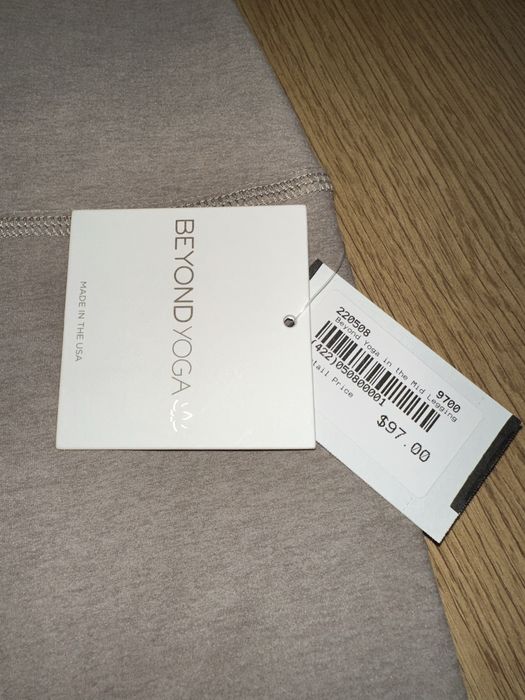 BEYOND YOGA
MADE IN THE USA
220508
9700
Beyond Yoga in the Mid Legging
(422)050800001
tail Price
$97.00